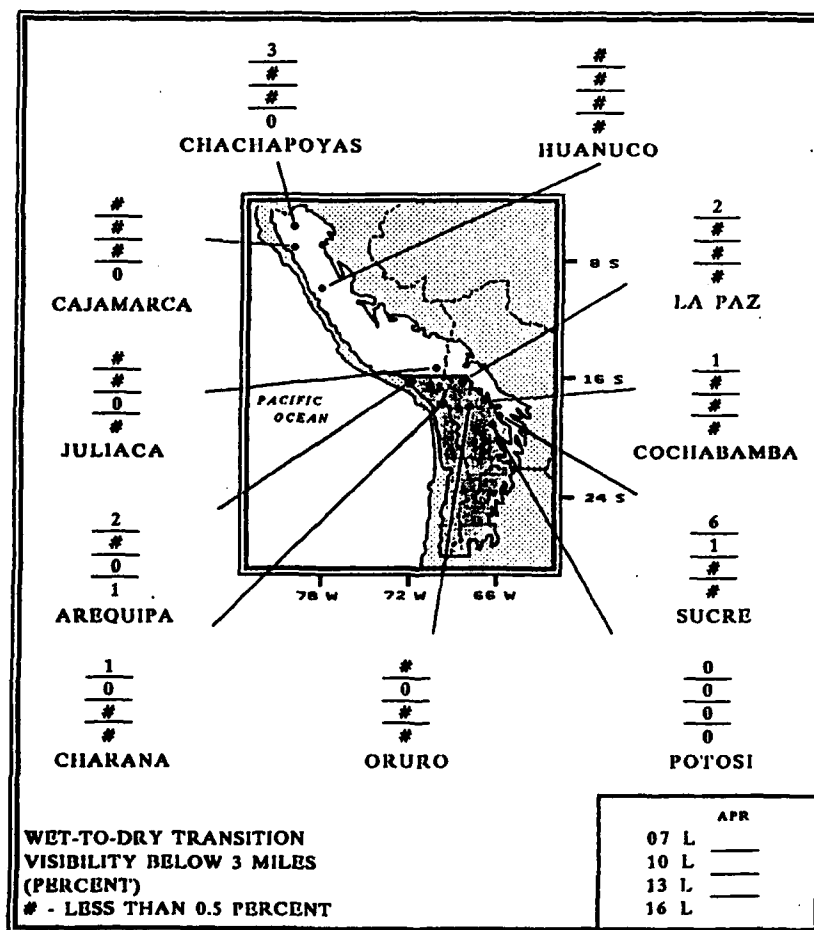 3
#
#
0
CHACHAPOYAS
#
#
#
#
HUANUCO
#
#
#
0
CAJAMARCA
2
#
#
#
LA PAZ
8 S
#
#
0
#
JULIACA
PACIFIC
OCEAN
16 S
1
#
#
#
COCHABAMBA
24 S
2
#
0
1
AREQUIPA
78 W 72 W 66 W
6
1
#
#
SUCRE
1
0
#
#
CHARANA
#
0
#
#
ORURO
0
0
0
0
POTOSI
WET-TO-DRY TRANSITION
VISIBILITY BELOW 3 MILES
(PERCENT)
# - LESS THAN 0.5 PERCENT
APR
07 L
10 L
13 L
16 L